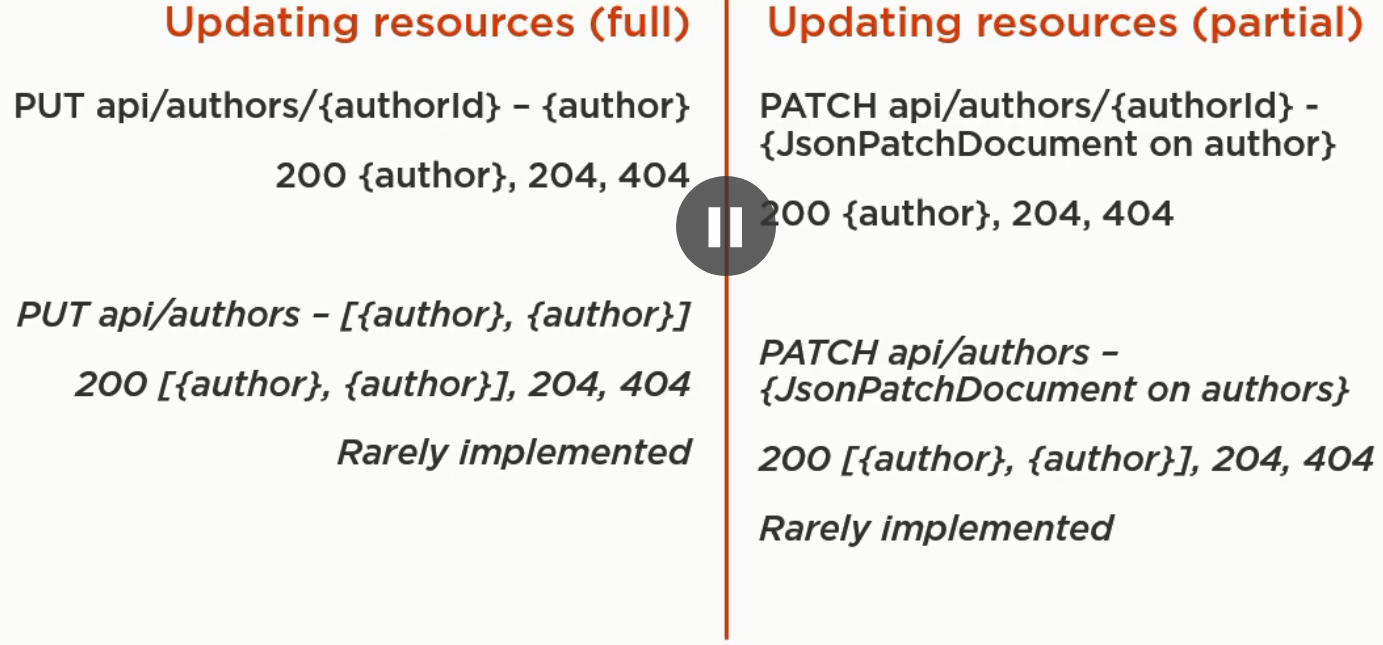 Updating resources (full)
PUT api/authors/{authorId} – {author}
200 {author}, 204, 404
PUT api/authors – [{author}, {author}]
200 [{author}, {author}], 204, 404
Rarely implemented
Updating resources (partial)
PATCH api/authors/{authorId} -
{JsonPatchDocument on author}
200 {author}, 204, 404
PATCH api/authors –
{JsonPatchDocument on authors}
200 [{author}, {author}], 204, 404
Rarely implemented